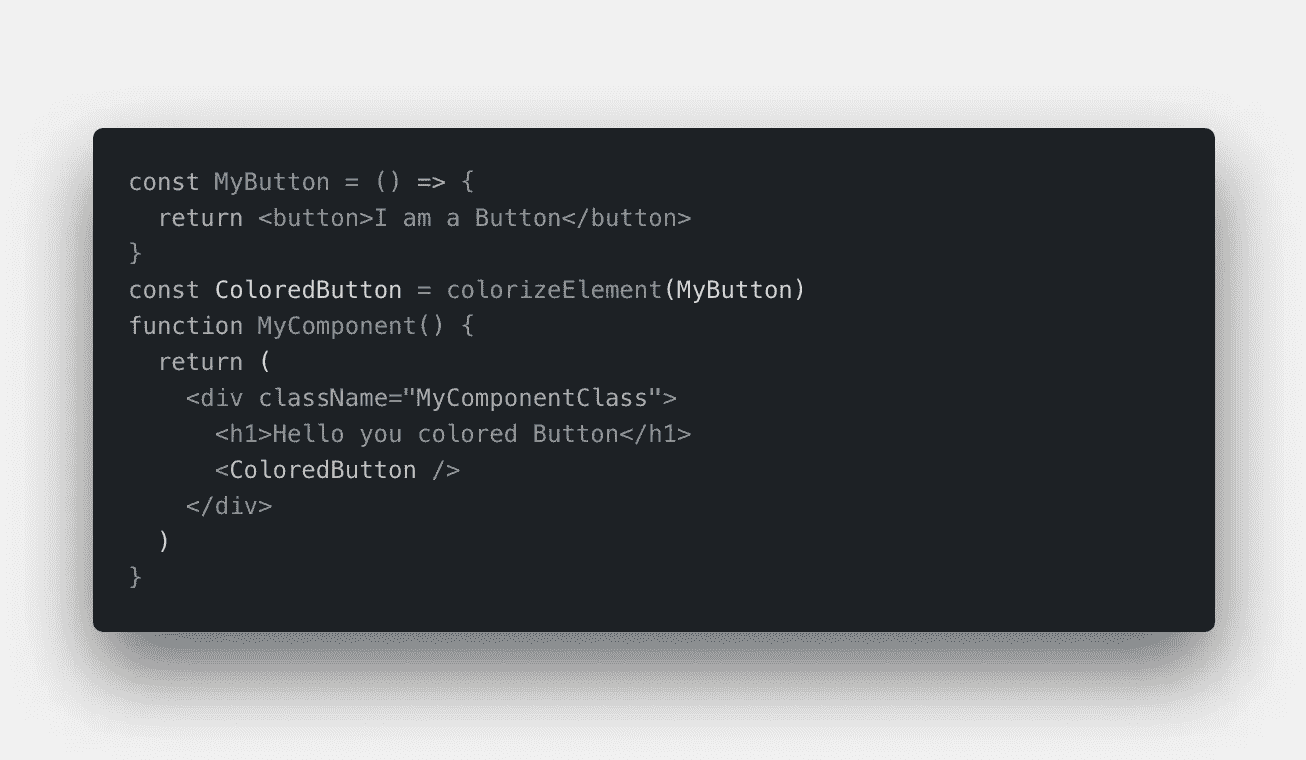 const MyButton = () => {
  return <button>I am a Button</button>
}
const ColoredButton = colorizeElement(MyButton)
function MyComponent() {
  return (
    <div className="MyComponentClass">
      <h1>Hello you colored Button</h1>
      <ColoredButton />
    </div>
  )
}